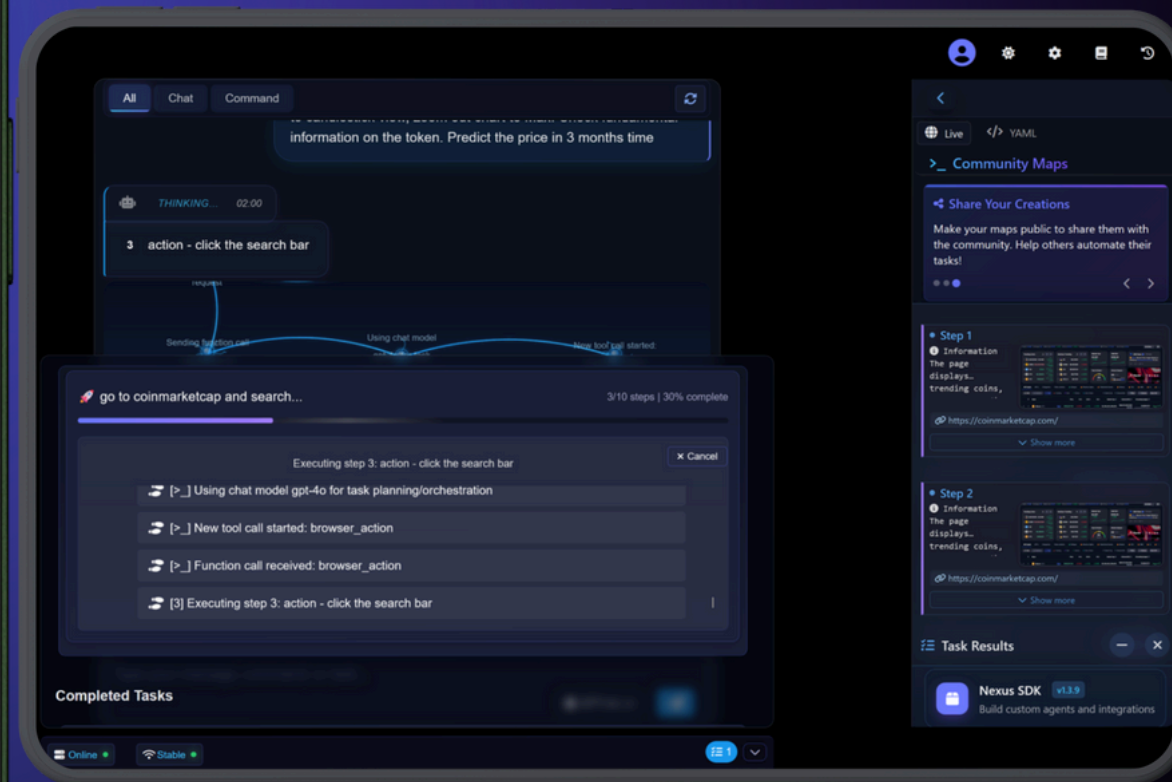 All
Chat
Command
information on the token. Predict the price in 3 months time
THINKING...
02:00
3 action - click the search bar
request
Sending function call
Using chat model
New tool call started:
🚀 go to coinmarketcap and search...
3/10 steps | 30% complete
Executing step 3: action - click the search bar
× Cancel
[>_] Using chat model gpt-4o for task planning/orchestration
[>_] New tool call started: browser_action
[>_] Function call received: browser_action
[3] Executing step 3: action - click the search bar
Completed Tasks
Online
Stable
1
Live
</> YAML
>_ Community Maps
Share Your Creations
Make your maps public to share them with
the community. Help others automate their
tasks!
Step 1
Information
The page
displays…
trending coins,
https://coinmarketcap.com/
Show more
Step 2
Information
The page
displays…
trending coins,
https://coinmarketcap.com/
Show more
Task Results
Nexus SDK v1.3.9
Build custom agents and integrations